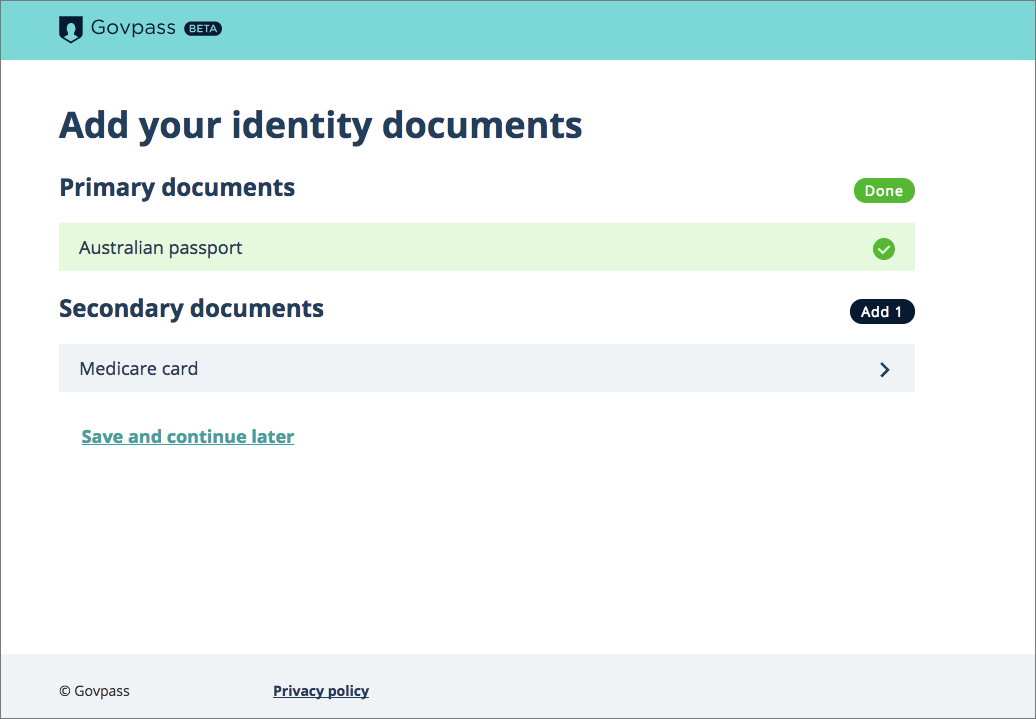 Govpass BETA
Add your identity documents
Primary documents Done
Australian passport
Secondary documents Add 1
Medicare card
Save and continue later
© Govpass Privacy policy